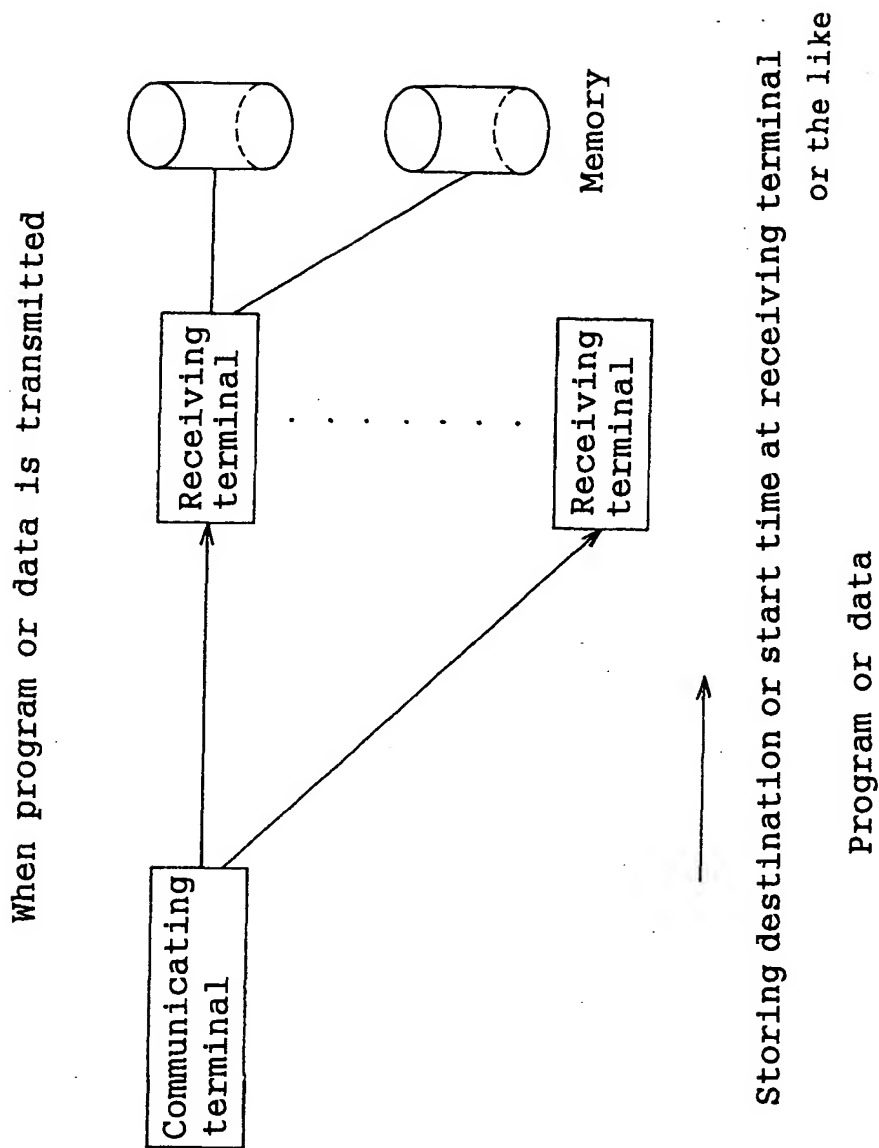 When program or data is transmitted
Communicating
terminal
Receiving
terminal
Receiving
terminal
Memory
Storing destination or start time at receiving terminal
or the like
Program or data